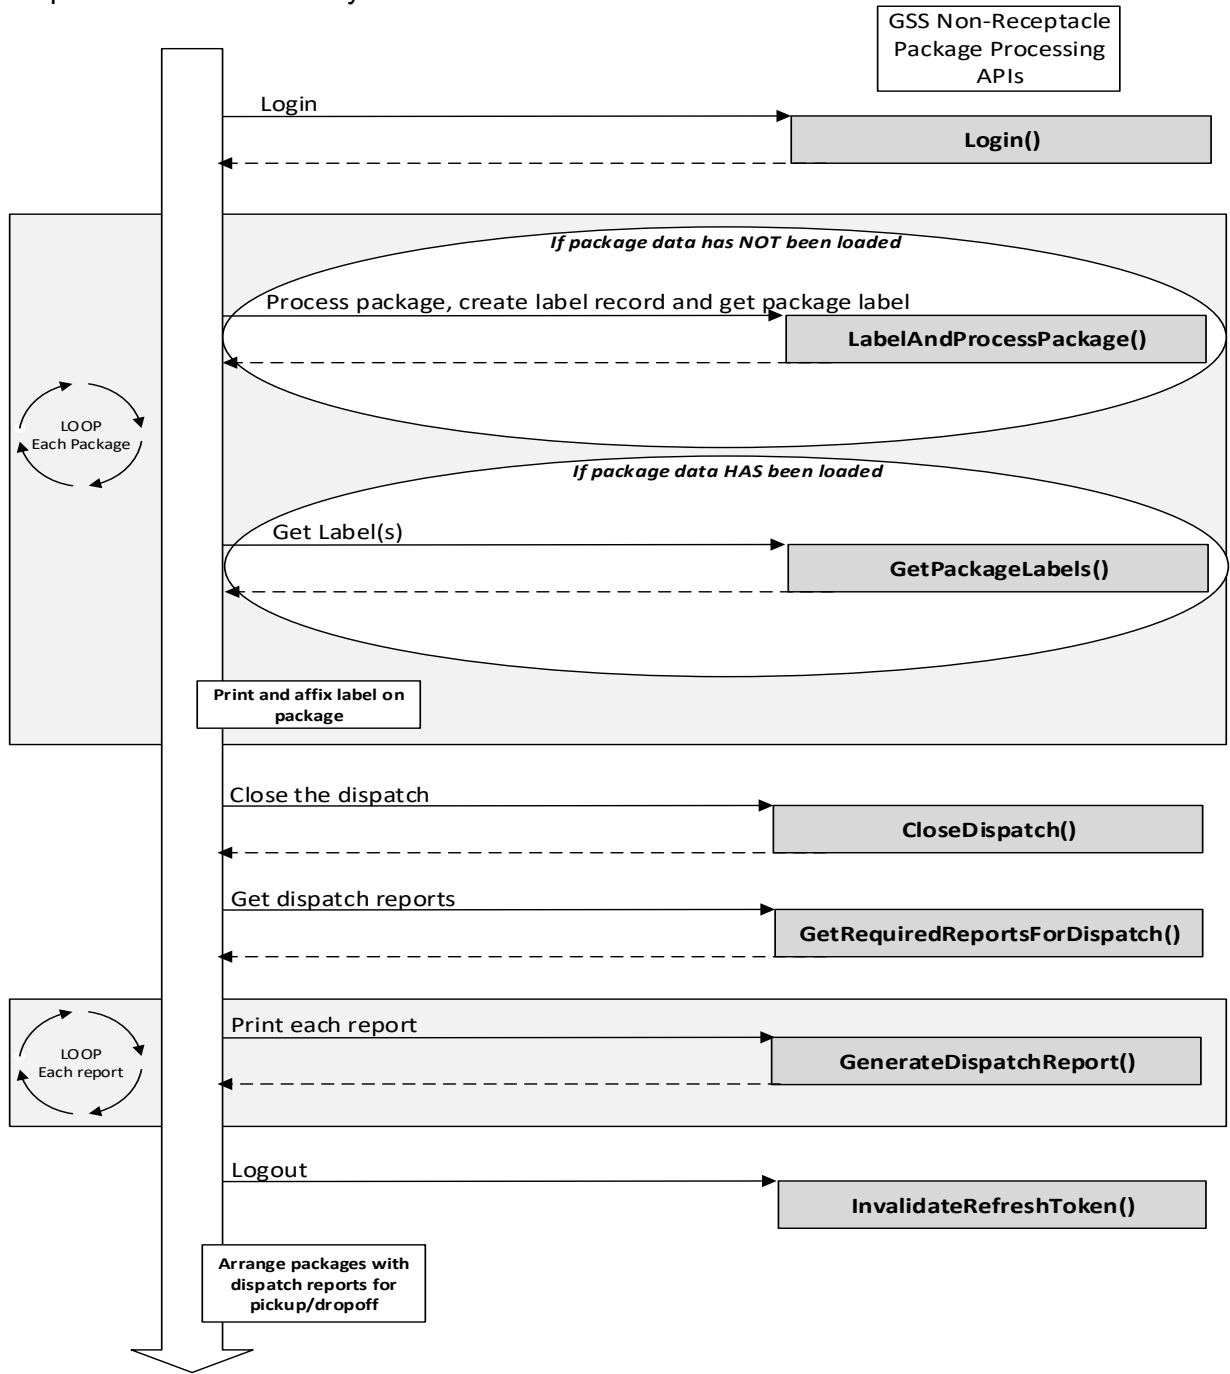 GSS Non-Receptacle
Package Processing
APIs
Login
Login()
If package data has NOT been loaded
Process package, create label record and get package label
LabelAndProcessPackage()
LOOP
Each Package
If package data HAS been loaded
Get Label(s)
GetPackageLabels()
Print and affix label on
package
Close the dispatch
CloseDispatch()
Get dispatch reports
GetRequiredReportsForDispatch()
Print each report
LOOP
Each report
GenerateDispatchReport()
Logout
InvalidateRefreshToken()
Arrange packages with
dispatch reports for
pickup/dropoff